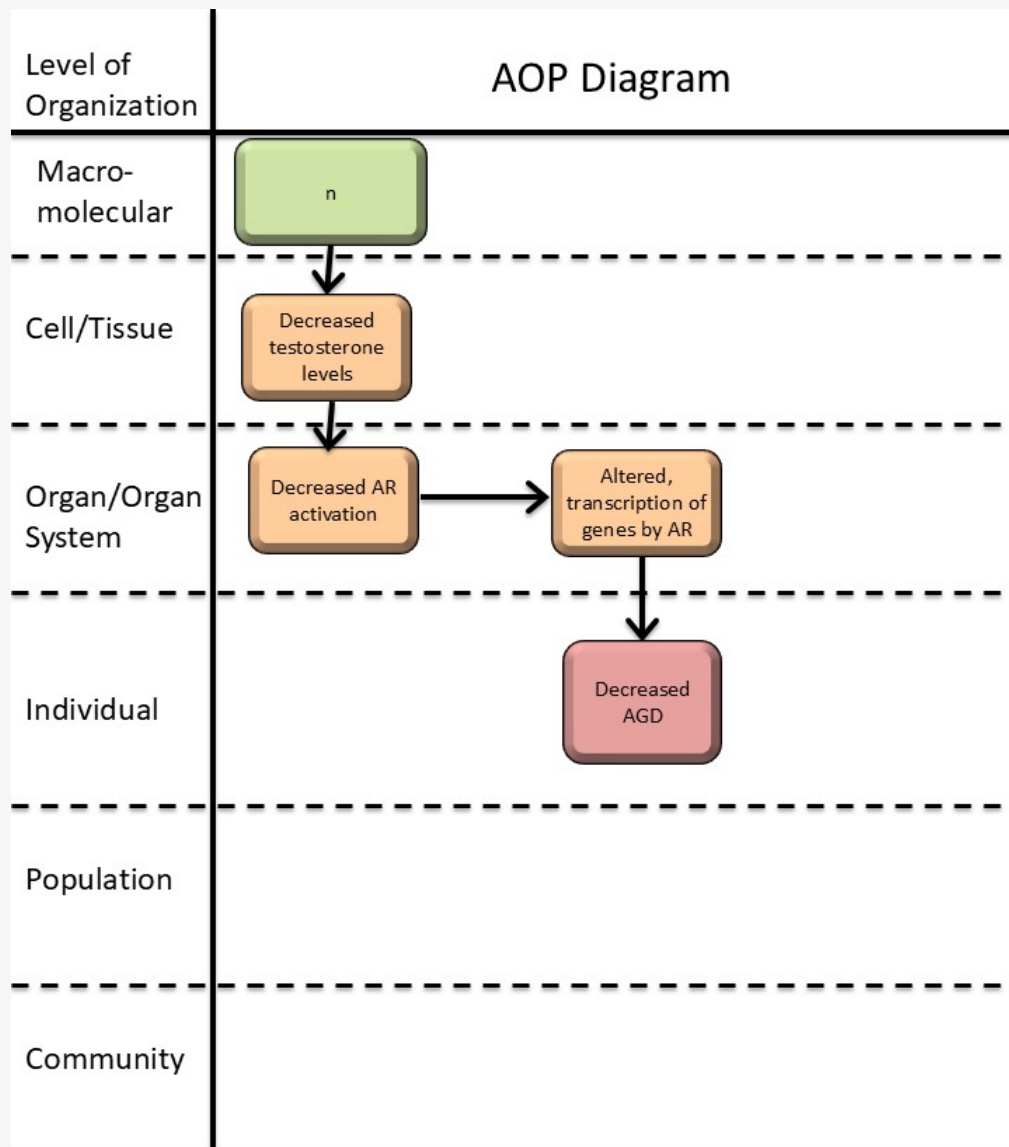 Level of
Organization
AOP Diagram
Macro-
molecular
n
Cell/Tissue
Decreased
testosterone
levels
Organ/Organ
System
Decreased AR
activation
Altered,
transcription of
genes by AR
Individual
Decreased
AGD
Population
Community